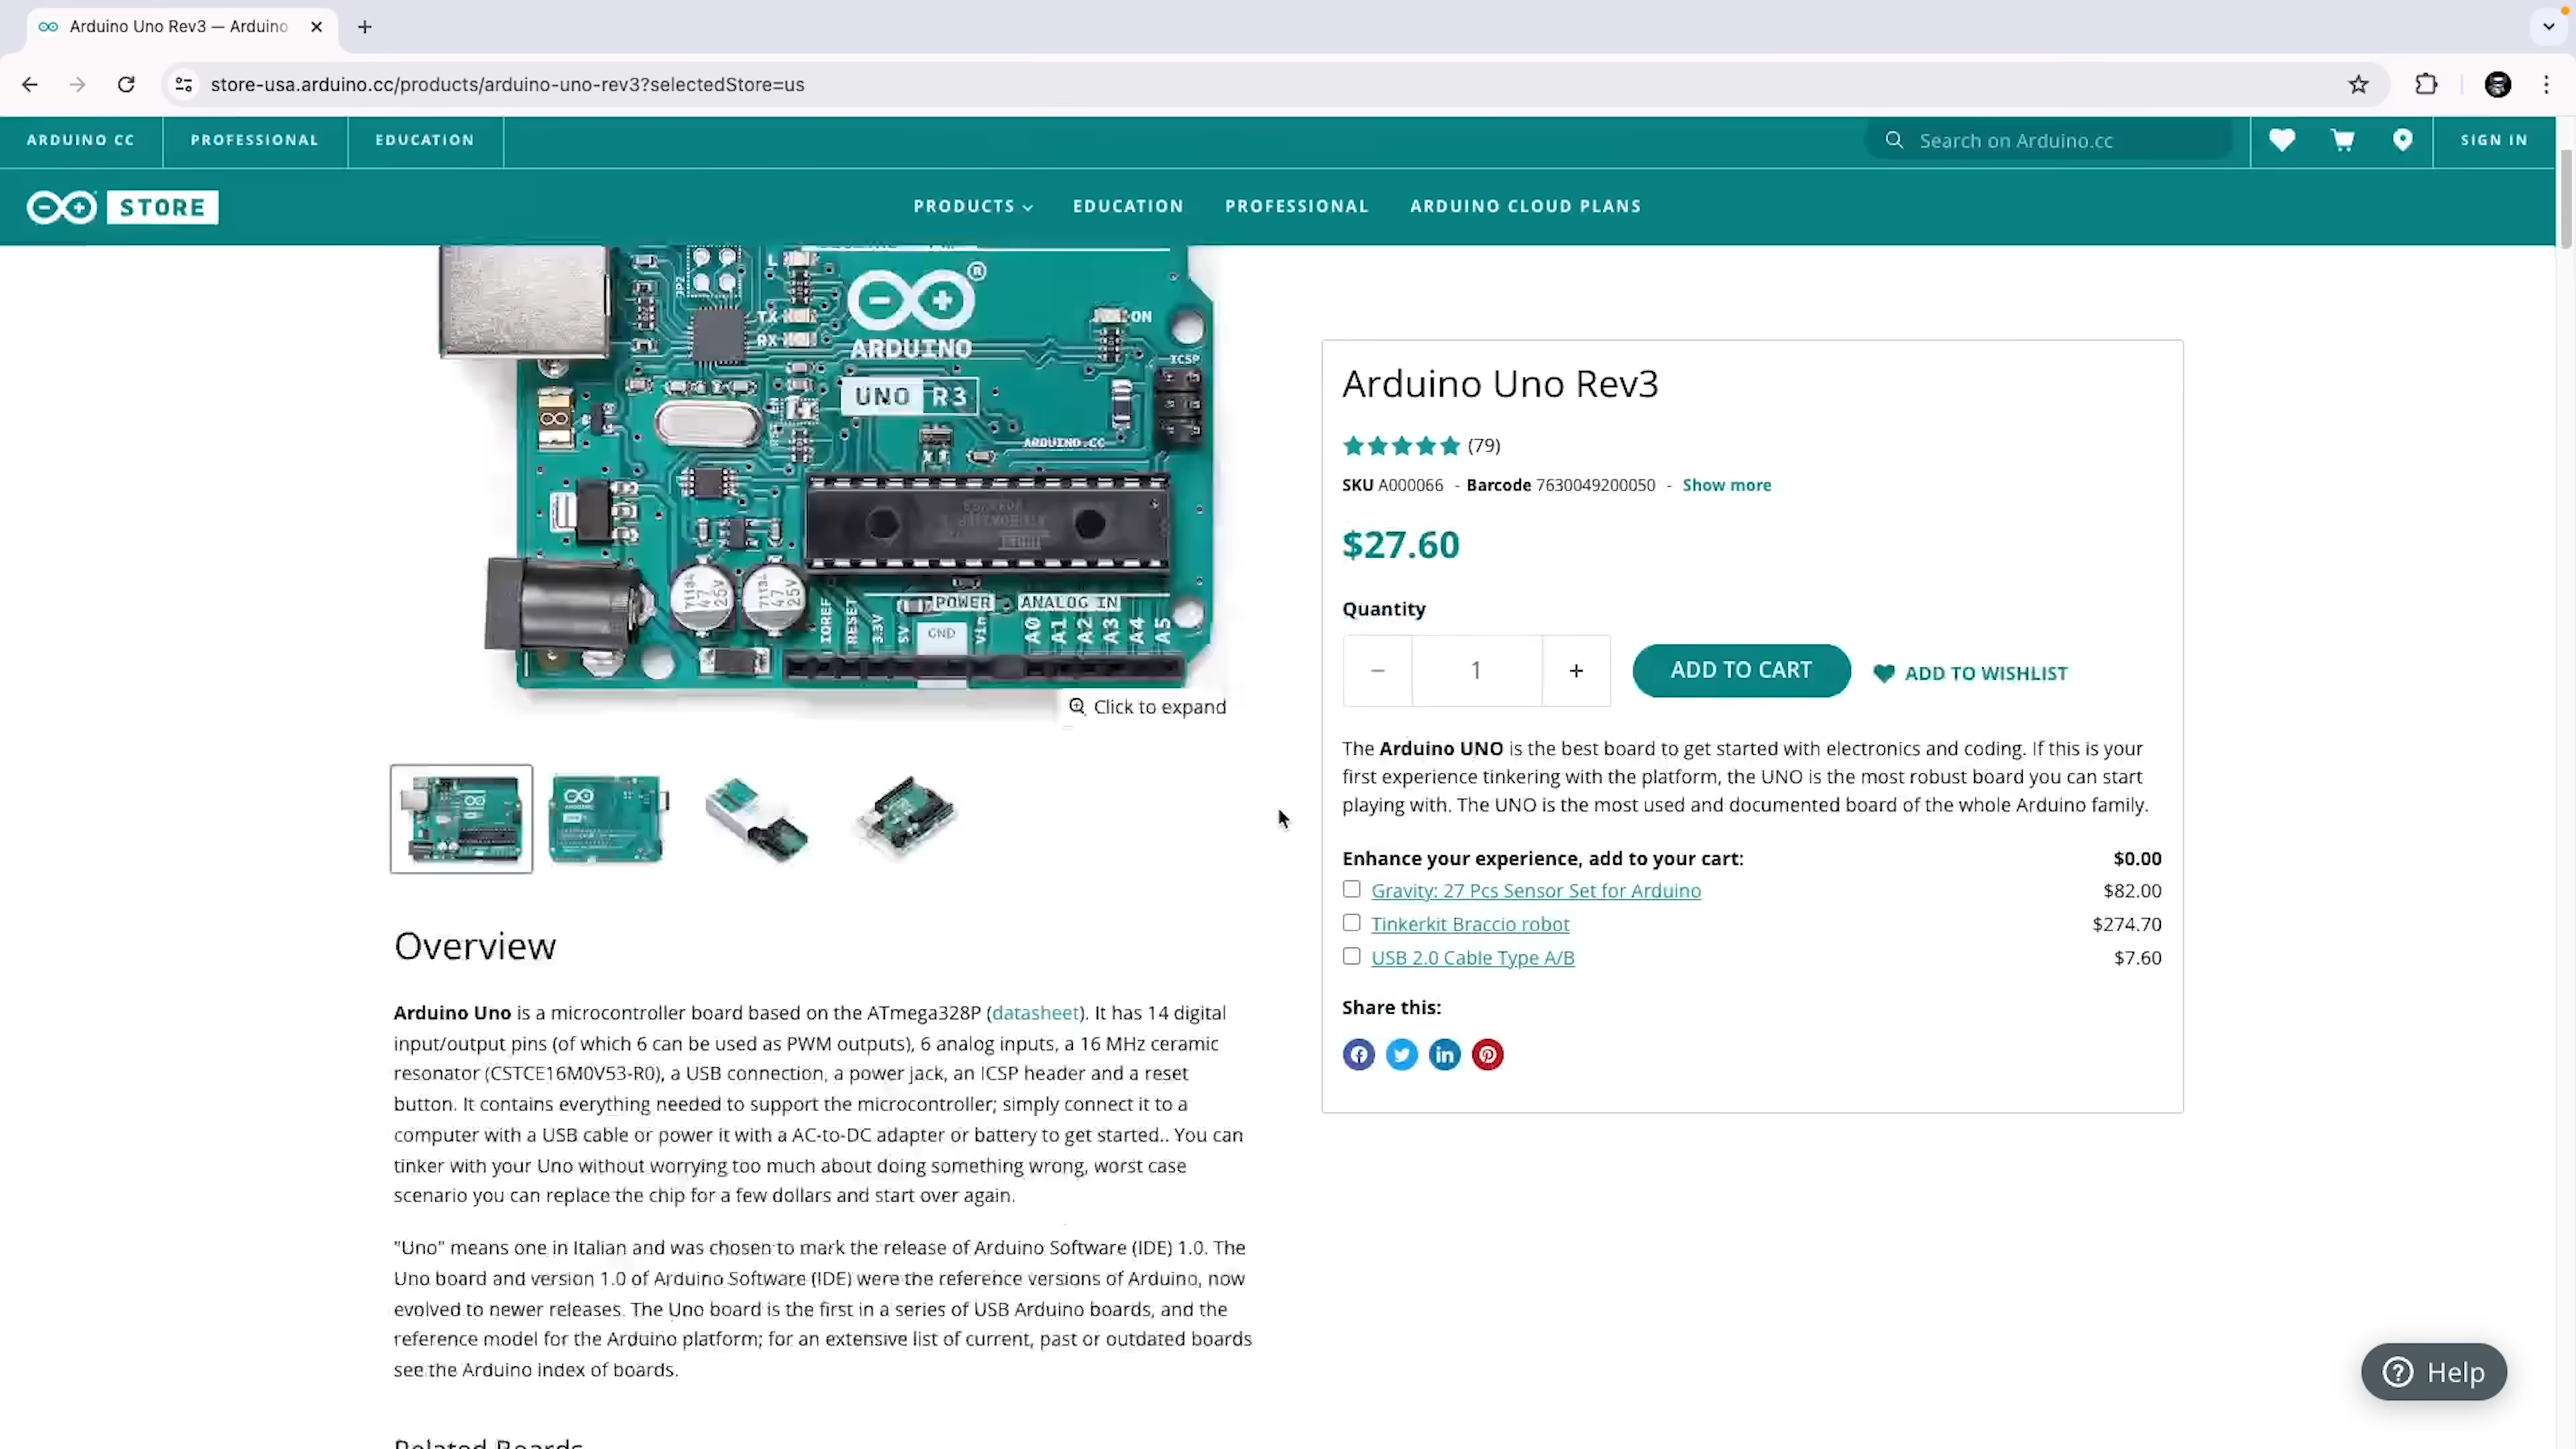 Arduino Uno Rev3 — Arduino
store-usa.arduino.cc/products/arduino-uno-rev3?selectedStore=us
ARDUINO CC
PROFESSIONAL
EDUCATION
Search on Arduino.cc
SIGN IN
STORE
PRODUCTS
EDUCATION
PROFESSIONAL
ARDUINO CLOUD PLANS
L
TX
RX
ARDUINO
UNO R3
ON
ICSP
ARDUINO.CC
POWER
ANALOG IN
IOREF
RESET
3.3V
5V
GND
Vin
A0
A1
A2
A3
A4
A5
47
25V
47
25V
Click to expand
Arduino Uno Rev3
(79)
SKU A000066 - Barcode 7630049200050 - Show more
$27.60
Quantity
− 1 +
ADD TO CART
ADD TO WISHLIST
The Arduino UNO is the best board to get started with electronics and coding. If this is your
first experience tinkering with the platform, the UNO is the most robust board you can start
playing with. The UNO is the most used and documented board of the whole Arduino family.
Enhance your experience, add to your cart: $0.00
Gravity: 27 Pcs Sensor Set for Arduino $82.00
Tinkerkit Braccio robot $274.70
USB 2.0 Cable Type A/B $7.60
Share this:
Overview
Arduino Uno is a microcontroller board based on the ATmega328P (datasheet). It has 14 digital
input/output pins (of which 6 can be used as PWM outputs), 6 analog inputs, a 16 MHz ceramic
resonator (CSTCE16M0V53-R0), a USB connection, a power jack, an ICSP header and a reset
button. It contains everything needed to support the microcontroller; simply connect it to a
computer with a USB cable or power it with a AC-to-DC adapter or battery to get started.. You can
tinker with your Uno without worrying too much about doing something wrong, worst case
scenario you can replace the chip for a few dollars and start over again.
"Uno" means one in Italian and was chosen to mark the release of Arduino Software (IDE) 1.0. The
Uno board and version 1.0 of Arduino Software (IDE) were the reference versions of Arduino, now
evolved to newer releases. The Uno board is the first in a series of USB Arduino boards, and the
reference model for the Arduino platform; for an extensive list of current, past or outdated boards
see the Arduino index of boards.
Related Boards
Help